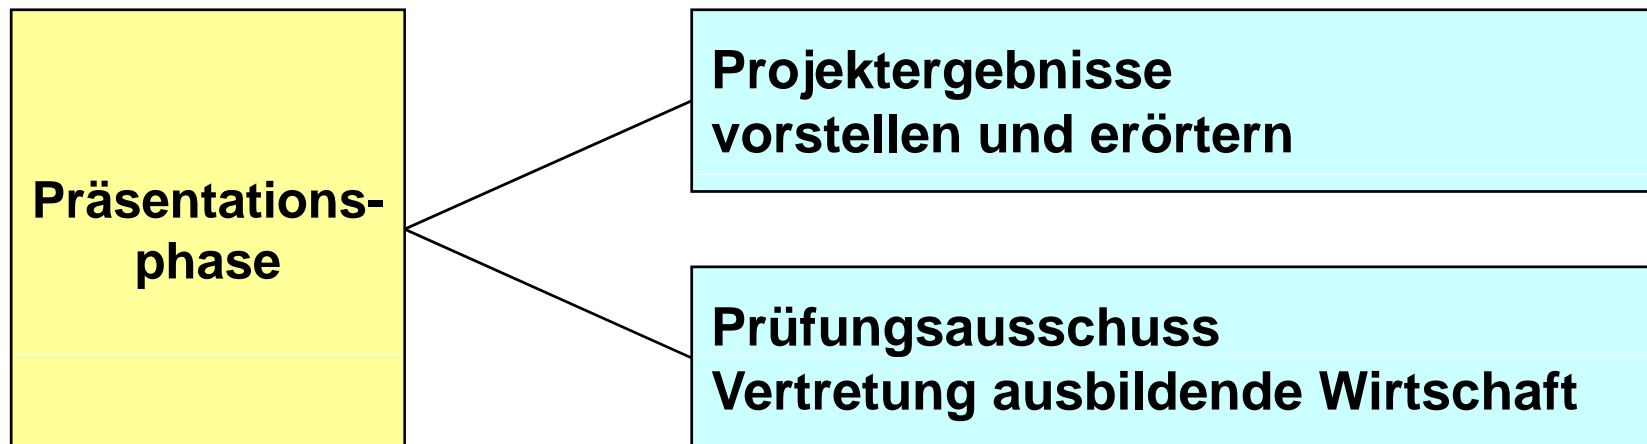 Präsentations-
phase
Projektergebnisse
vorstellen und erörtern
Prüfungsausschuss
Vertretung ausbildende Wirtschaft